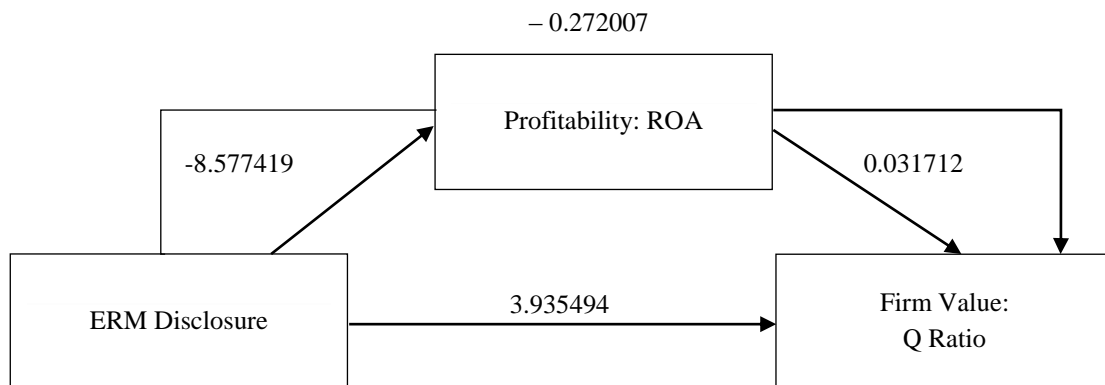 – 0.272007
Profitability: ROA
-8.577419
0.031712
ERM Disclosure
3.935494
Firm Value:
Q Ratio